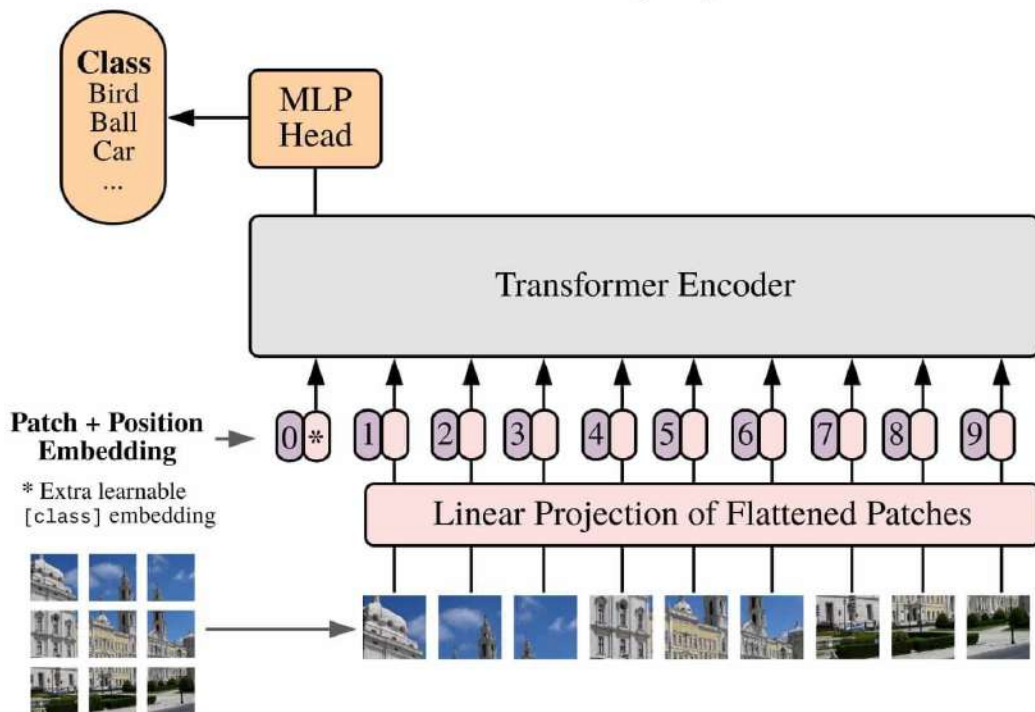 Class
Bird
Ball
Car
...
MLP
Head
Transformer Encoder
Patch + Position
Embedding
0 * 1 2 3 4 5 6 7 8 9
* Extra learnable
[class] embedding
Linear Projection of Flattened Patches